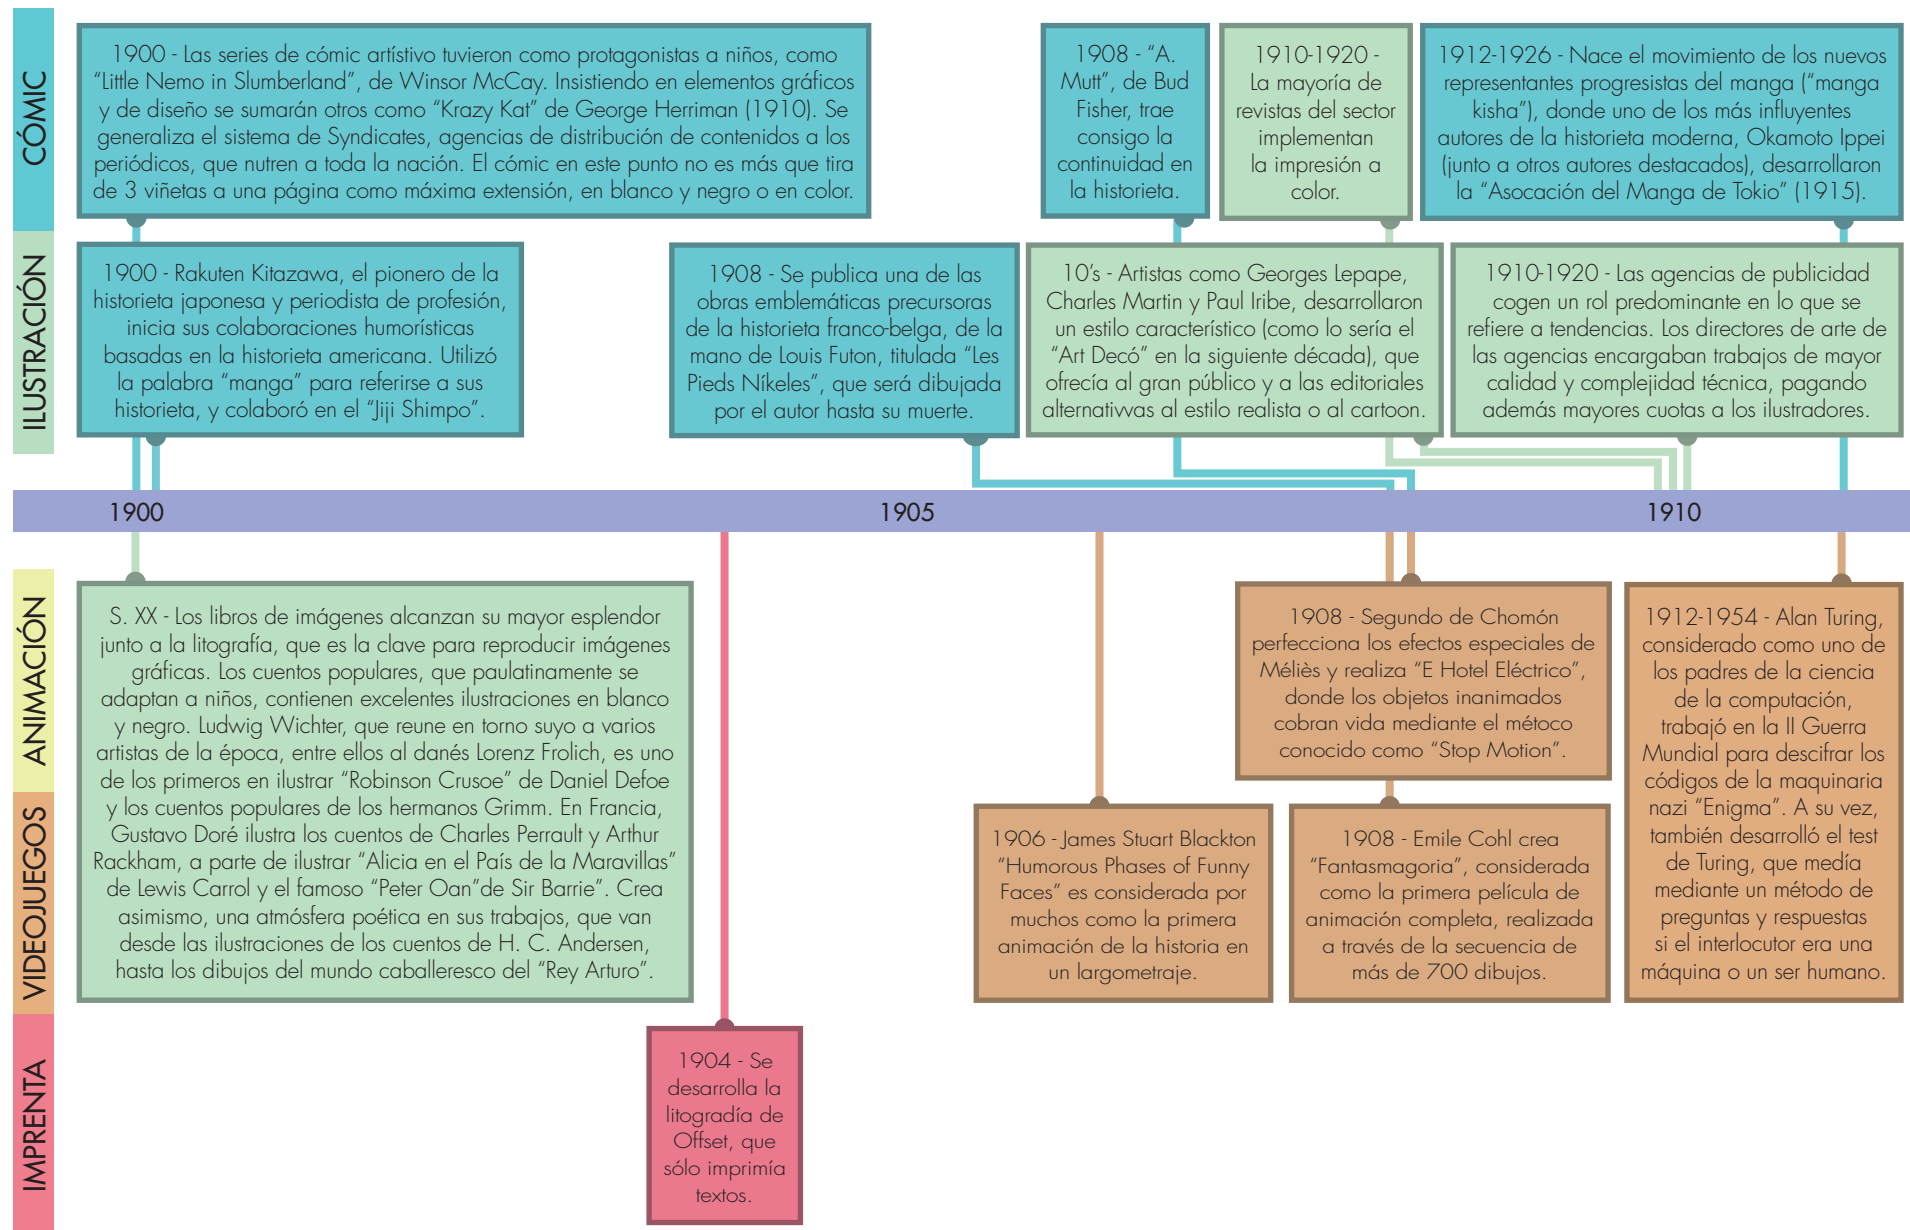 CÓMIC
1900 - Las series de cómic artístivo tuvieron como protagonistas a niños, como
“Little Nemo in Slumberland”, de Winsor McCay. Insistiendo en elementos gráficos
y de diseño se sumarán otros como “Krazy Kat” de George Herriman (1910). Se
generaliza el sistema de Syndicates, agencias de distribución de contenidos a los
periódicos, que nutren a toda la nación. El cómic en este punto no es más que tira
de 3 viñetas a una página como máxima extensión, en blanco y negro o en color.
1908 - “A.
Mutt”, de Bud
Fisher, trae
consigo la
continuidad en
la historieta.
1910-1920 -
La mayoría de
revistas del sector
implementan
la impresión a
color.
1912-1926 - Nace el movimiento de los nuevos
representantes progresistas del manga (“manga
kisha”), donde uno de los más influyentes
autores de la historieta moderna, Okamoto Ippei
(junto a otros autores destacados), desarrollaron
la “Asocación del Manga de Tokio” (1915).
ILUSTRACIÓN
1900 - Rakuten Kitazawa, el pionero de la
historieta japonesa y periodista de profesión,
inicia sus colaboraciones humorísticas
basadas en la historieta americana. Utilizó
la palabra “manga” para referirse a sus
historieta, y colaboró en el “Jiji Shimpo”.
1908 - Se publica una de las
obras emblemáticas precursoras
de la historieta franco-belga, de la
mano de Louis Futon, titulada “Les
Pieds Níkeles”, que será dibujada
por el autor hasta su muerte.
10’s - Artistas como Georges Lepape,
Charles Martin y Paul Iribe, desarrollaron
un estilo característico (como lo sería el
“Art Decó” en la siguiente década), que
ofrecía al gran público y a las editoriales
alternativvas al estilo realista o al cartoon.
1910-1920 - Las agencias de publicidad
cogen un rol predominante en lo que se
refiere a tendencias. Los directores de arte de
las agencias encargaban trabajos de mayor
calidad y complejidad técnica, pagando
además mayores cuotas a los ilustradores.
1900
1905
1910
ANIMACIÓN
S. XX - Los libros de imágenes alcanzan su mayor esplendor
junto a la litografía, que es la clave para reproducir imágenes
gráficas. Los cuentos populares, que paulatinamente se
adaptan a niños, contienen excelentes ilustraciones en blanco
y negro. Ludwig Wichter, que reune en torno suyo a varios
artistas de la época, entre ellos al danés Lorenz Frolich, es uno
de los primeros en ilustrar “Robinson Crusoe” de Daniel Defoe
y los cuentos populares de los hermanos Grimm. En Francia,
Gustavo Doré ilustra los cuentos de Charles Perrault y Arthur
Rackham, a parte de ilustrar “Alicia en el País de la Maravillas”
de Lewis Carrol y el famoso “Peter Oan”de Sir Barrie”. Crea
asimismo, una atmósfera poética en sus trabajos, que van
desde las ilustraciones de los cuentos de H. C. Andersen,
hasta los dibujos del mundo caballeresco del “Rey Arturo”.
1908 - Segundo de Chomón
perfecciona los efectos especiales de
Méliès y realiza “E Hotel Eléctrico”,
donde los objetos inanimados
cobran vida mediante el métoco
conocido como “Stop Motion”.
1912-1954 - Alan Turing,
considerado como uno de
los padres de la ciencia
de la computación,
trabajó en la II Guerra
Mundial para descifrar los
códigos de la maquinaria
nazi “Enigma”. A su vez,
también desarrolló el test
de Turing, que medía
mediante un método de
preguntas y respuestas
si el interlocutor era una
máquina o un ser humano.
VIDEOJUEGOS
1906 - James Stuart Blackton
“Humorous Phases of Funny
Faces” es considerada por
muchos como la primera
animación de la historia en
un largometraje.
1908 - Emile Cohl crea
“Fantasmagoria”, considerada
como la primera película de
animación completa, realizada
a través de la secuencia de
más de 700 dibujos.
IMPRENTA
1904 - Se
desarrolla la
litogradía de
Offset, que
sólo imprimía
textos.